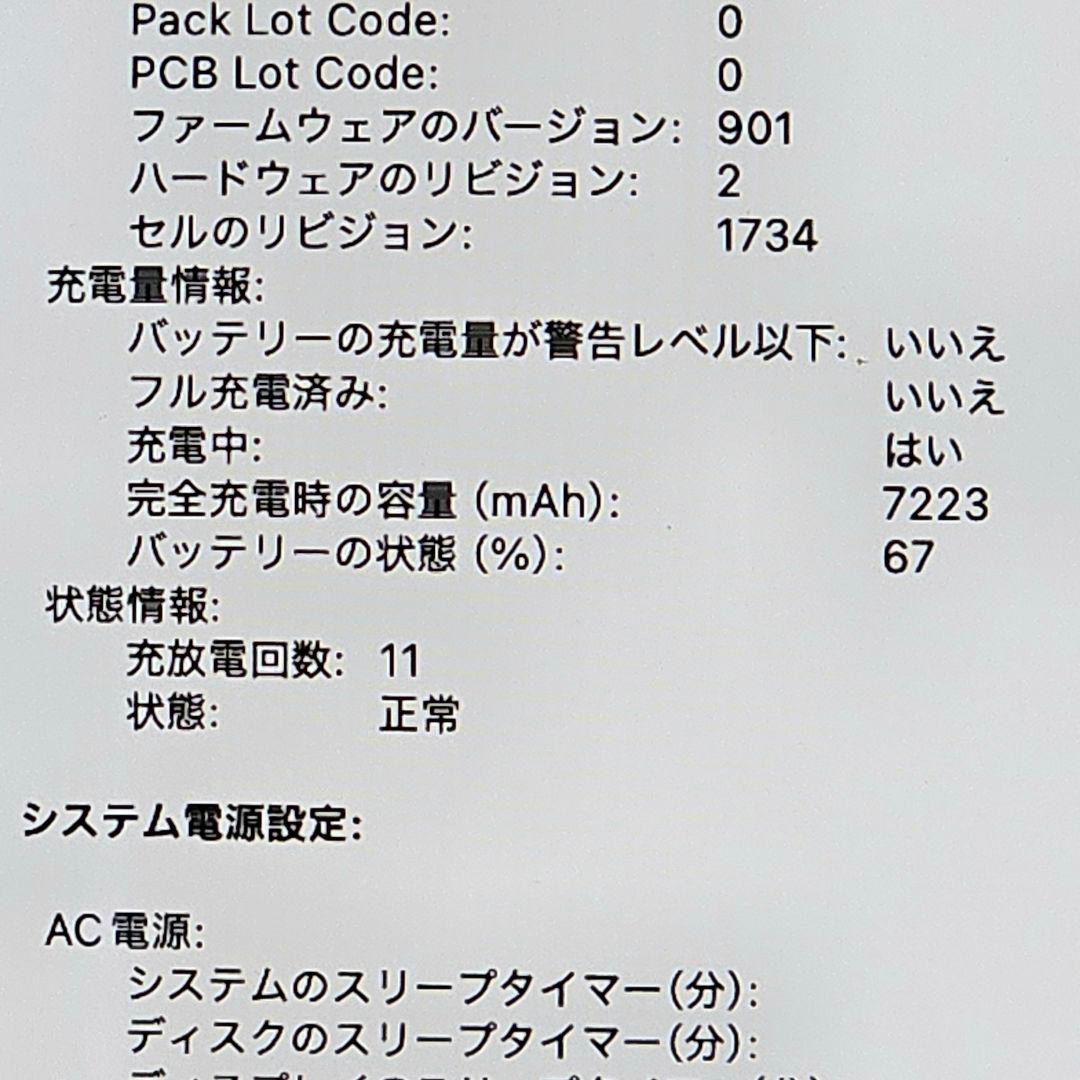 Pack Lot Code: 0
PCB Lot Code: 0
ファームウェアのバージョン: 901
ハードウェアのリビジョン: 2
セルのリビジョン: 1734
充電量情報:
バッテリーの充電量が警告レベル以下: いいえ
フル充電済み: いいえ
充電中: はい
完全充電時の容量 (mAh): 7223
バッテリーの状態 (%): 67
状態情報:
充放電回数: 11
状態: 正常
システム電源設定:
AC 電源:
システムのスリープタイマー(分):
ディスクのスリープタイマー(分):